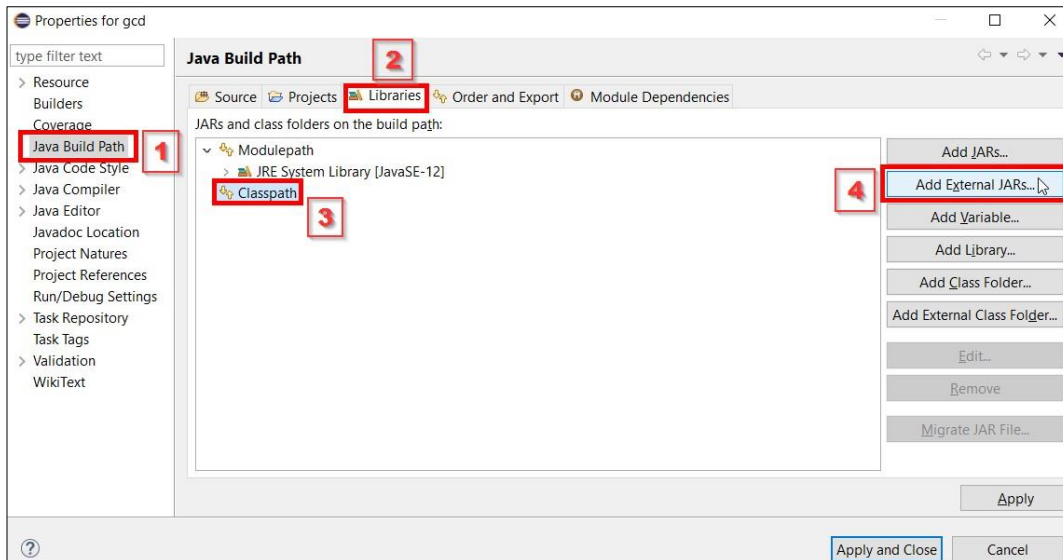 Properties for gcd
type filter text
Resource
Builders
Coverage
Java Build Path
Java Code Style
Java Compiler
Java Editor
Javadoc Location
Project Natures
Project References
Run/Debug Settings
Task Repository
Task Tags
Validation
WikiText
1
Java Build Path
2
Source Projects Libraries Order and Export Module Dependencies
JARs and class folders on the build path:
Modulepath
JRE System Library [JavaSE-12]
Classpath
3
Add JARs...
4
Add External JARs...
Add Variable...
Add Library...
Add Class Folder...
Add External Class Folder...
Edit...
Remove
Migrate JAR File...
Apply
?
Apply and Close Cancel